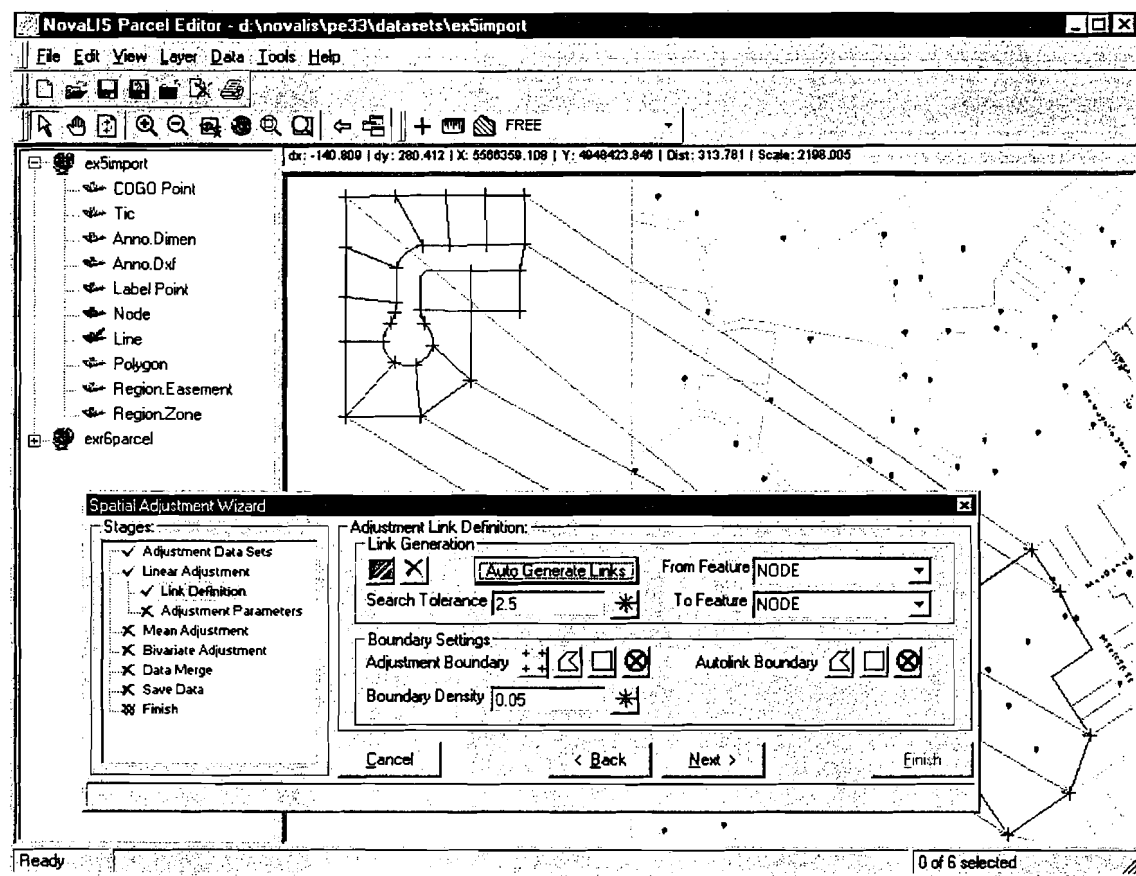 NovaLIS Parcel Editor - d:\novalis\pe33\datasets\ex5import
File Edit View Layer Data Tools Help
FREE
dx: -140.809 | dy: 280.412 | X: 5566359.108 | Y: 4948423.846 | Dist: 313.781 | Scale: 2198.005
ex5import
COGO Point
Tic
Anno.Dimen
Anno.Dxf
Label Point
Node
Line
Polygon
Region.Easement
Region.Zone
exr6parcel
Spatial Adjustment Wizard
Stages:
Adjustment Data Sets
Linear Adjustment
Link Definition
Adjustment Parameters
Mean Adjustment
Bivariate Adjustment
Data Merge
Save Data
Finish
Adjustment Link Definition:
Link Generation
Auto Generate Links
From Feature NODE
Search Tolerance 2.5
To Feature NODE
Boundary Settings
Adjustment Boundary
Autolink Boundary
Boundary Density 0.05
Cancel
< Back
Next >
Finish
Ready
0 of 6 selected